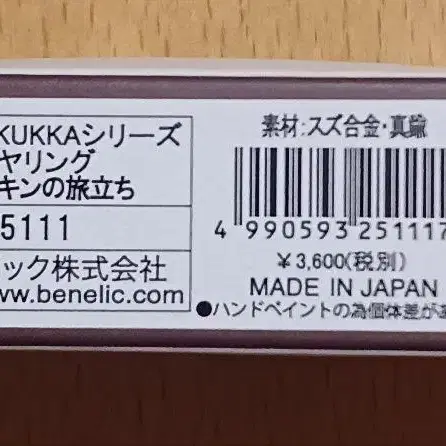 KUKKAシリーズ
ヤリング
キンの旅立ち
5111
ック株式会社
ww.benelic.com
素材:スズ合金・真鍮
4 990593 251117
¥3,600(税別)
MADE IN JAPAN
●ハンドペイントの為個体差が